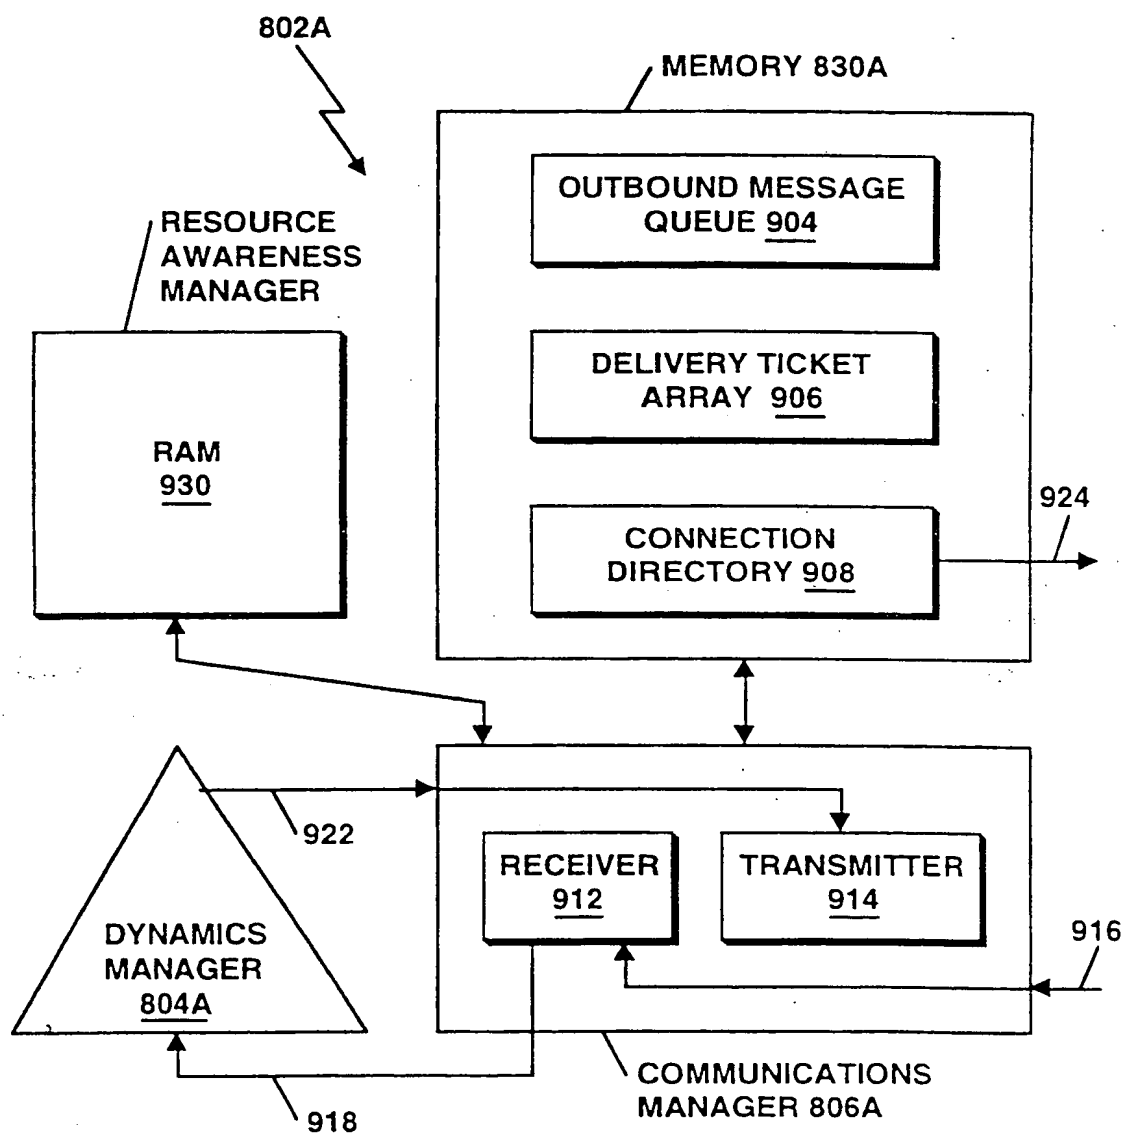 802A
MEMORY 830A
OUTBOUND MESSAGE
QUEUE 904
RESOURCE
AWARENESS
MANAGER
DELIVERY TICKET
ARRAY 906
RAM
930
924
CONNECTION
DIRECTORY 908
922
RECEIVER
912
TRANSMITTER
914
916
DYNAMICS
MANAGER
804A
COMMUNICATIONS
MANAGER 806A
918